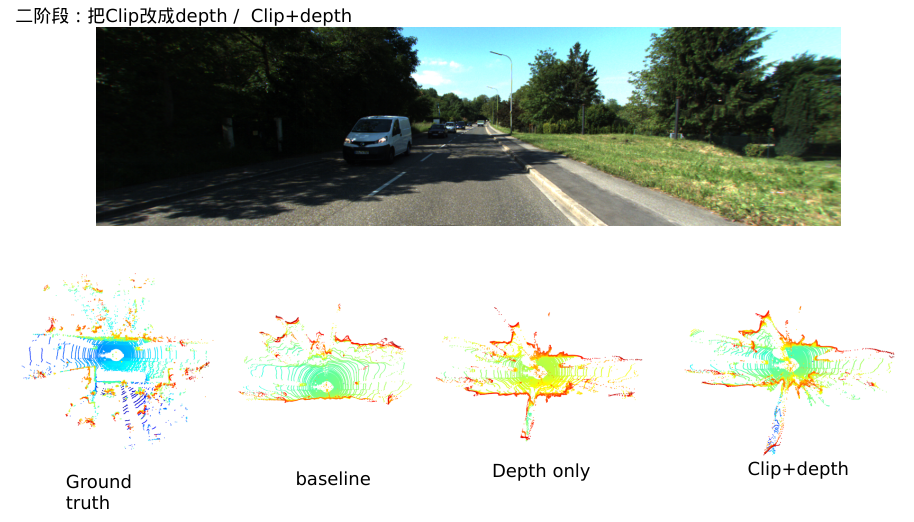 二阶段：把Clip改成depth / Clip+depth
Ground
truth
baseline
Depth only
Clip+depth